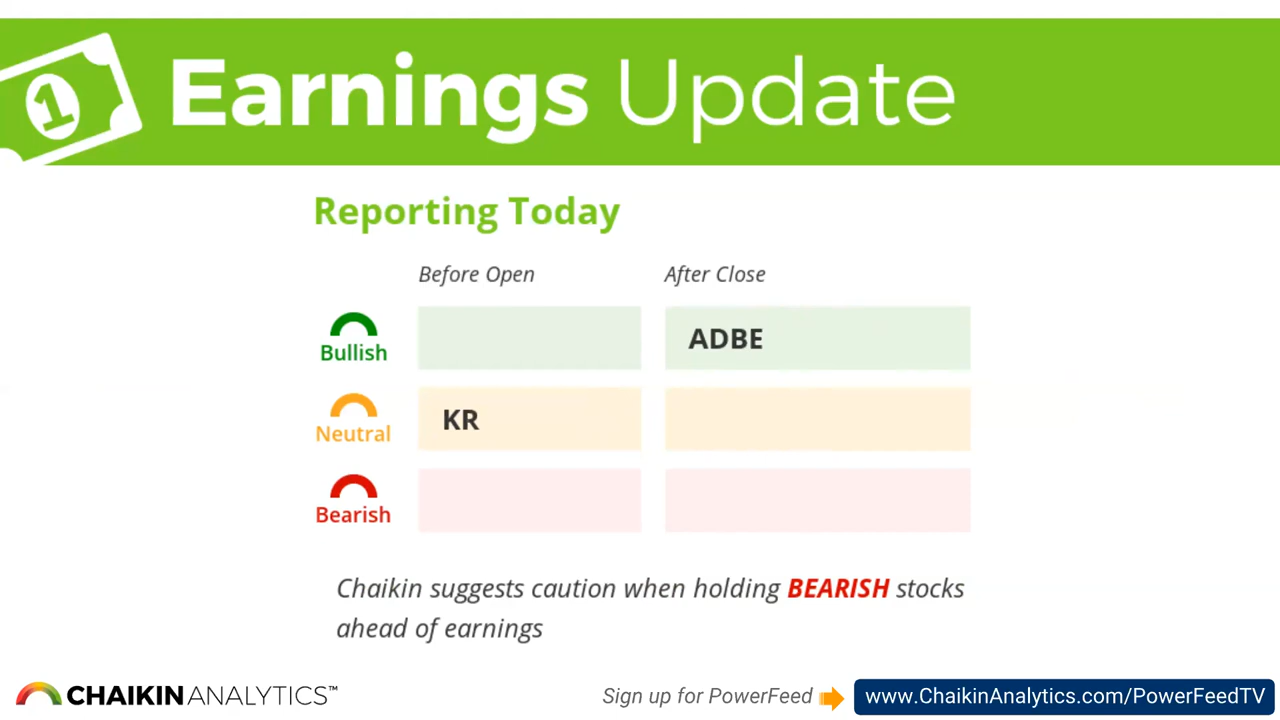 1
Earnings Update
Reporting Today
Before Open After Close
Bullish ADBE
Neutral KR
Bearish
Chaikin suggests caution when holding BEARISH stocks
ahead of earnings
CHAIKIN ANALYTICS™ Sign up for PowerFeed www.ChaikinAnalytics.com/PowerFeedTV